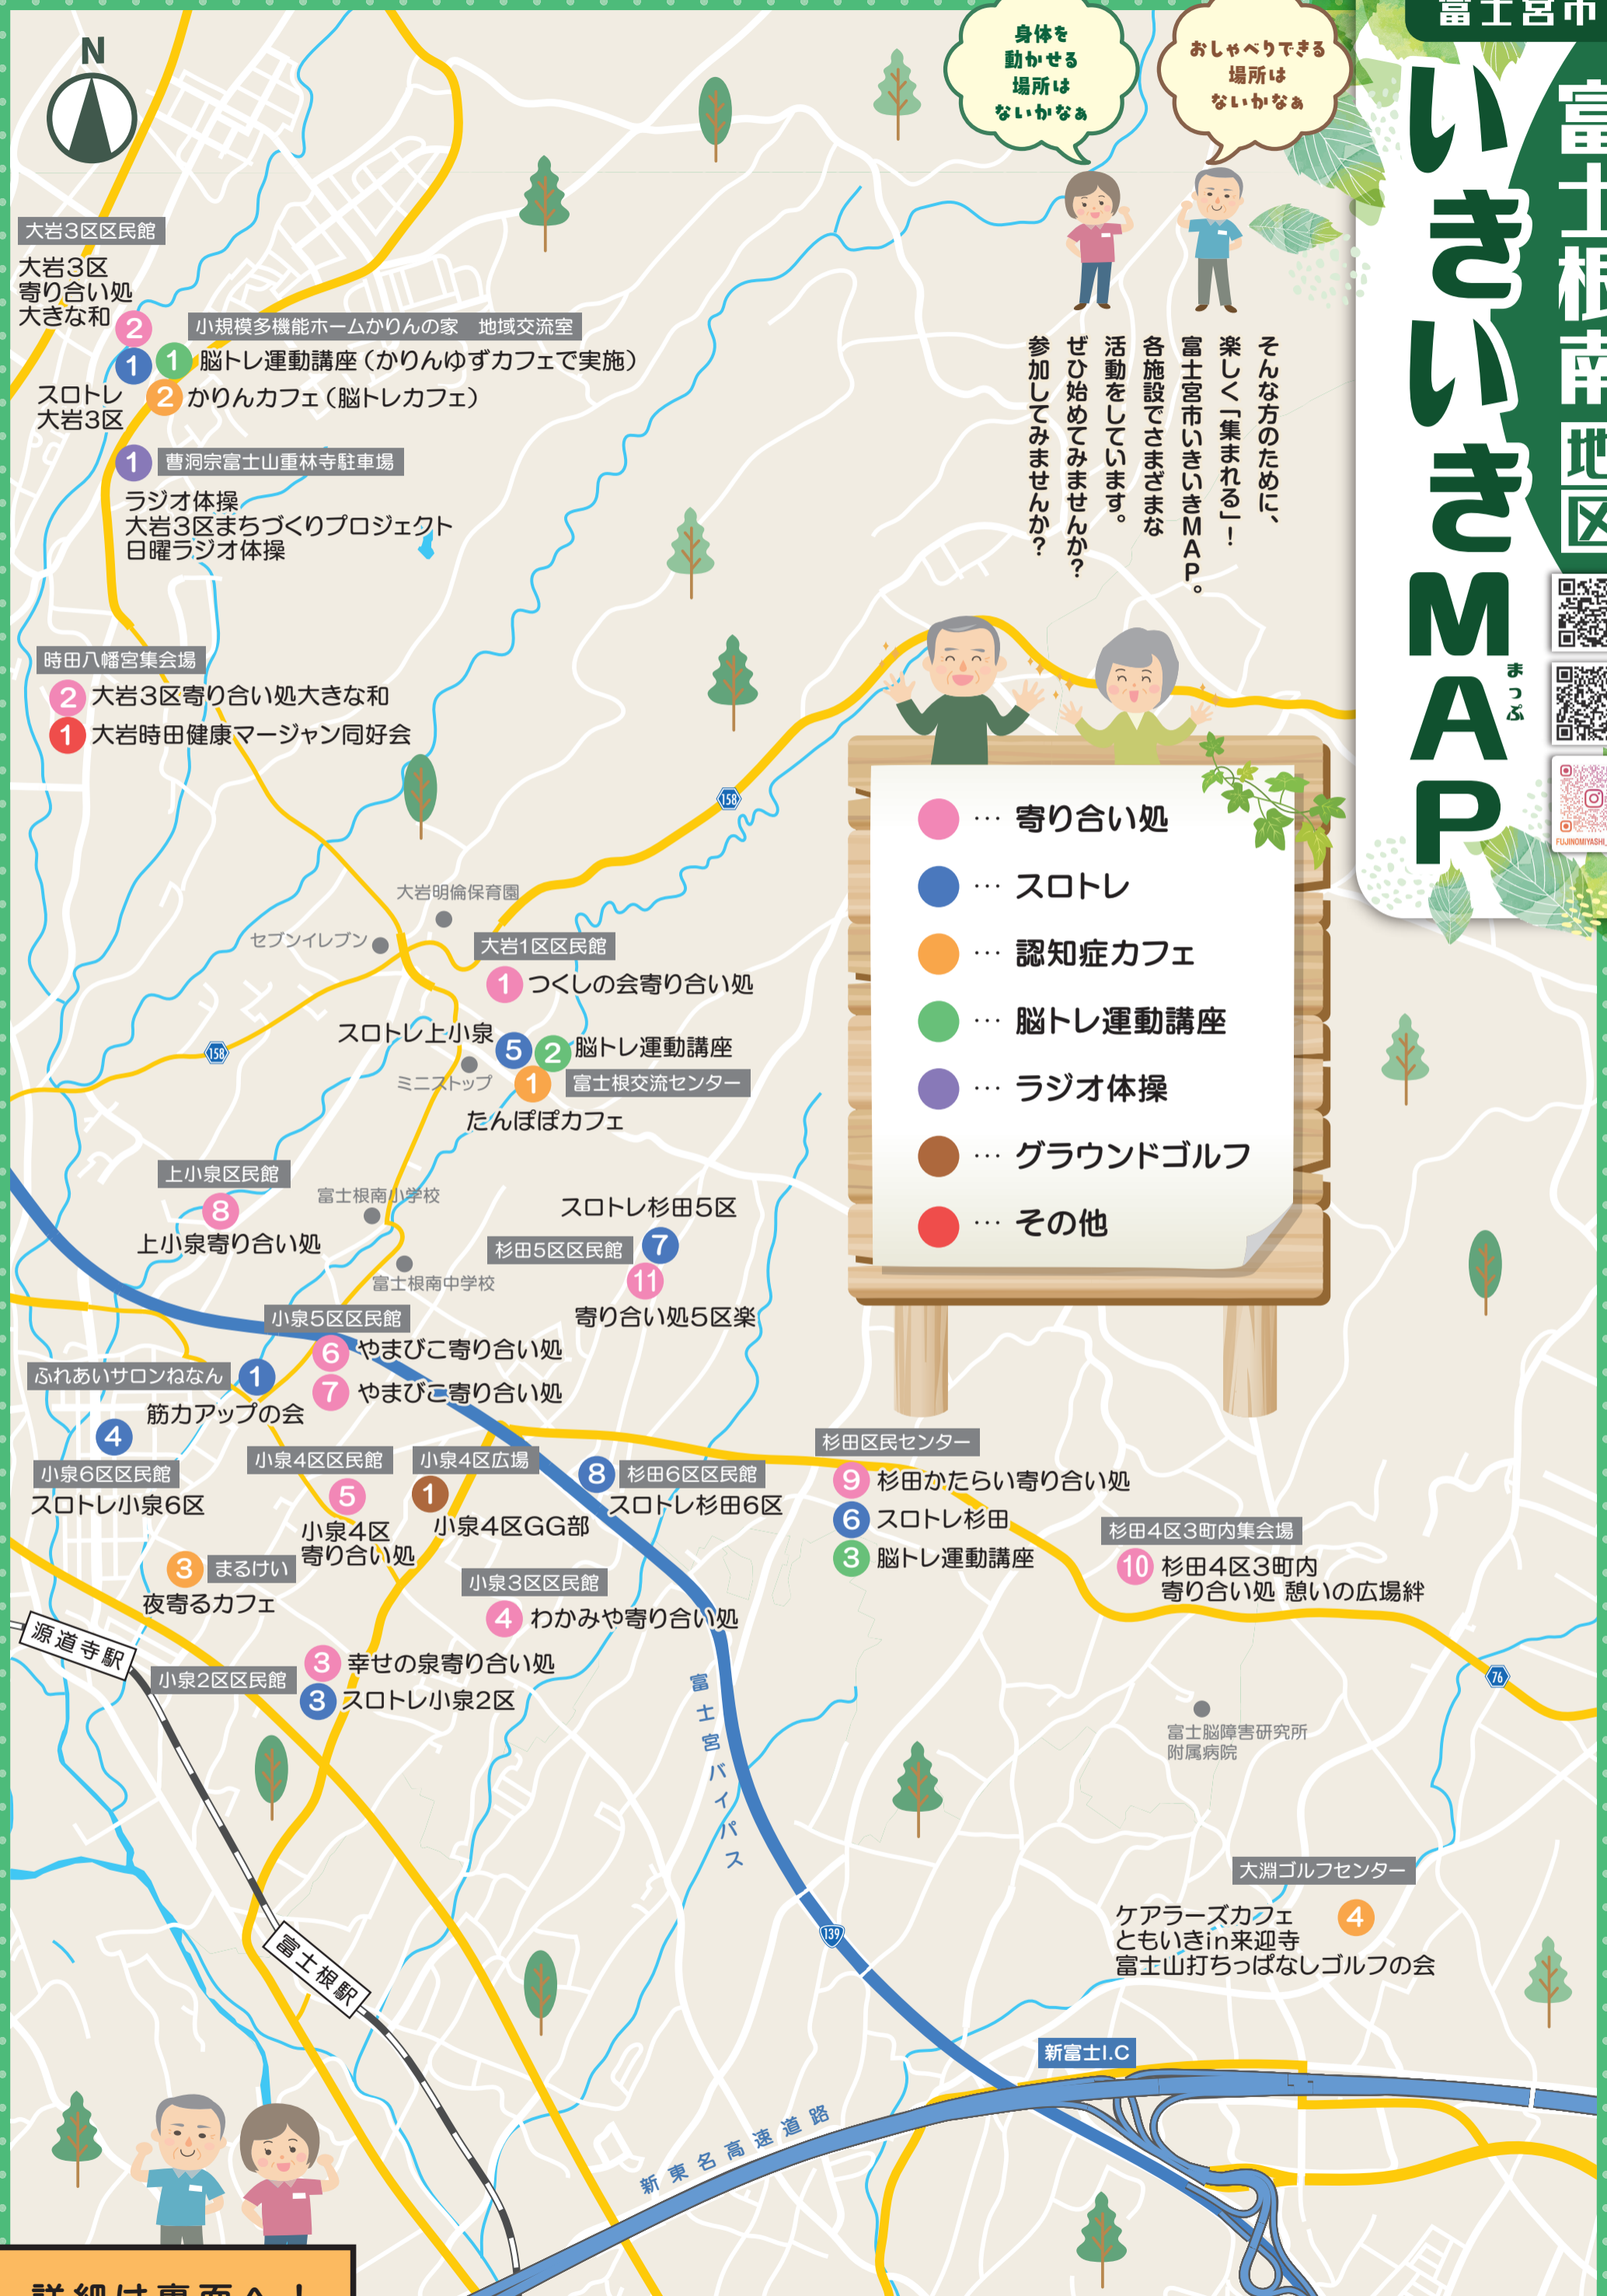 富士宮市
富士根南地区
いきいきMAP
まっぷ
FUJINOMIYASHI_
N
身体を
動かせる
場所は
ないかなぁ
おしゃべりできる
場所は
ないかなぁ
そんな方のために、
楽しく「集まれる」！
富士宮市いきいきMAP。
各施設でさまざまな
活動をしています。
ぜひ始めてみませんか？
参加してみませんか？
大岩3区区民館
大岩3区
寄り合い処
大きな和
2
1
スロトレ
大岩3区
小規模多機能ホームかりんの家　地域交流室
1 脳トレ運動講座（かりんゆずカフェで実施）
2 かりんカフェ（脳トレカフェ）
1 曹洞宗富士山重林寺駐車場
ラジオ体操
大岩3区まちづくりプロジェクト
日曜ラジオ体操
時田八幡宮集会場
2 大岩3区寄り合い処大きな和
1 大岩時田健康マージャン同好会
158
… 寄り合い処
… スロトレ
… 認知症カフェ
… 脳トレ運動講座
… ラジオ体操
… グラウンドゴルフ
… その他
大岩明倫保育園
セブンイレブン
大岩1区区民館
1 つくしの会寄り合い処
スロトレ上小泉
5 2 脳トレ運動講座
158
ミニストップ
1 富士根交流センター
たんぽぽカフェ
上小泉区民館
8
上小泉寄り合い処
富士根南小学校
富士根南中学校
スロトレ杉田5区
杉田5区区民館 7
11
寄り合い処5区楽
小泉5区区民館
6 やまびこ寄り合い処
7 やまびこ寄り合い処
ふれあいサロンねなん 1
筋力アップの会
4
小泉6区区民館
スロトレ小泉6区
小泉4区区民館
5
小泉4区
寄り合い処
小泉4区広場
1
小泉4区GG部
8 杉田6区区民館
スロトレ杉田6区
杉田区民センター
9 杉田かたらい寄り合い処
6 スロトレ杉田
3 脳トレ運動講座
杉田4区3町内集会場
10 杉田4区3町内
寄り合い処 憩いの広場絆
3 まるけい
夜寄るカフェ
小泉3区区民館
4 わかみや寄り合い処
源道寺駅
小泉2区区民館
3 幸せの泉寄り合い処
3 スロトレ小泉2区
富士宮バイパス
76
富士脳障害研究所
附属病院
大淵ゴルフセンター
4
ケアラーズカフェ
ともいきin来迎寺
富士山打ちっぱなしゴルフの会
139
富士根駅
新富士I.C
新東名高速道路
詳細は裏面へ！